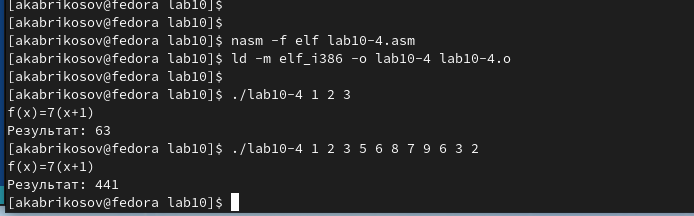 [akabrikosov@fedora lab10]$
[akabrikosov@fedora lab10]$
[akabrikosov@fedora lab10]$ nasm -f elf lab10-4.asm
[akabrikosov@fedora lab10]$ ld -m elf_i386 -o lab10-4 lab10-4.o
[akabrikosov@fedora lab10]$
[akabrikosov@fedora lab10]$ ./lab10-4 1 2 3
f(x)=7(x+1)
Результат: 63
[akabrikosov@fedora lab10]$ ./lab10-4 1 2 3 5 6 8 7 9 6 3 2
f(x)=7(x+1)
Результат: 441
[akabrikosov@fedora lab10]$